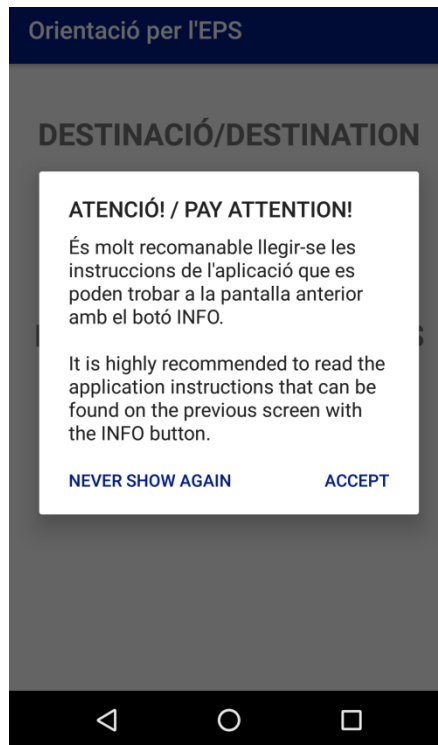 Orientació per l'EPS
DESTINACIÓ/DESTINATION
ATENCIÓ! / PAY ATTENTION!
És molt recomanable llegir-se les
instruccions de l'aplicació que es
poden trobar a la pantalla anterior
amb el botó INFO.
It is highly recommended to read the
application instructions that can be
found on the previous screen with
the INFO button.
NEVER SHOW AGAIN
ACCEPT